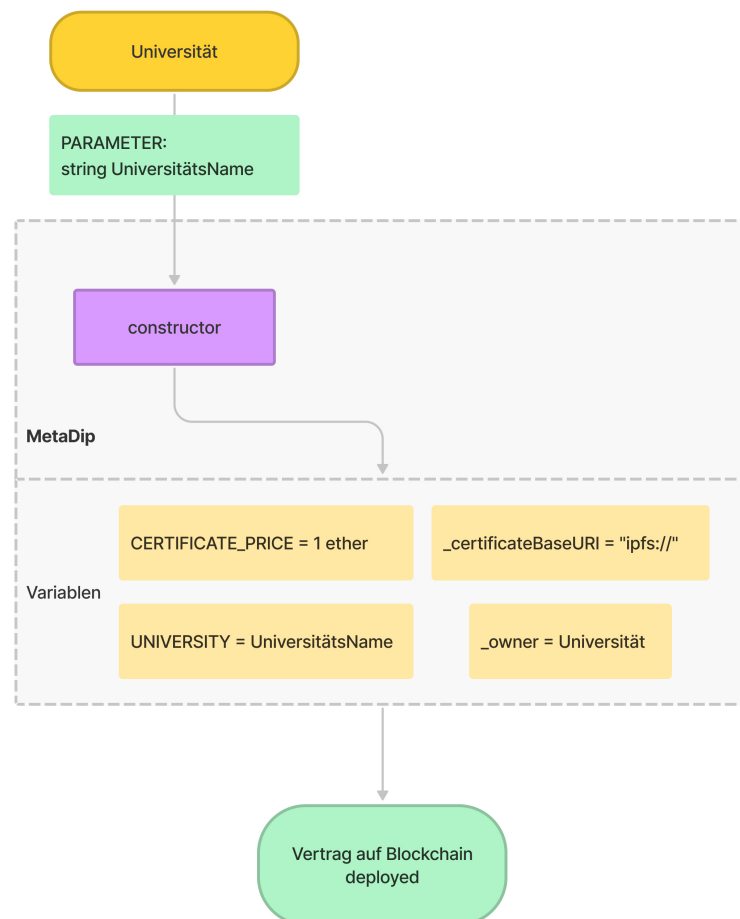 Universität
PARAMETER:
string UniversitätsName
constructor
MetaDip
CERTIFICATE_PRICE = 1 ether
_certificateBaseURI = "ipfs://"
Variablen
UNIVERSITY = UniversitätsName
_owner = Universität
Vertrag auf Blockchain
deployed